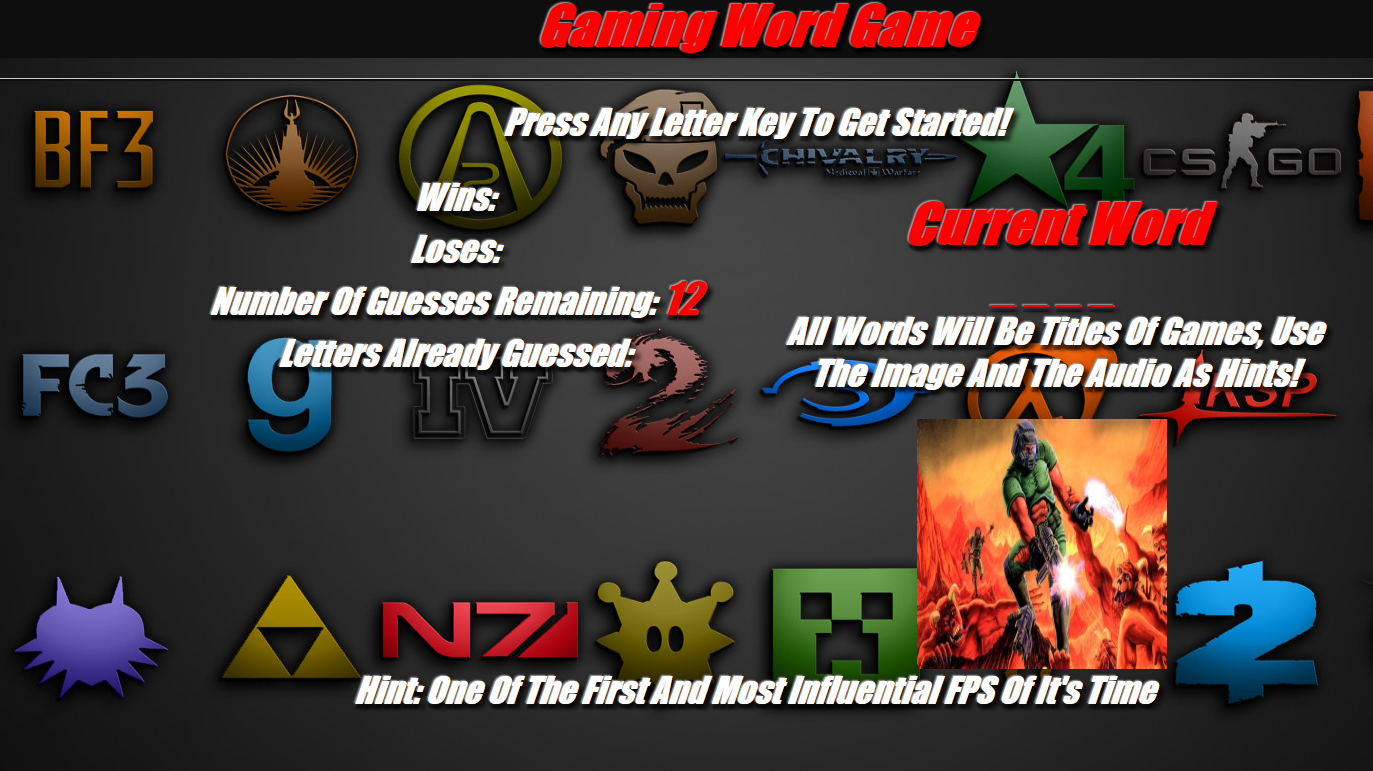 Gaming Word Game
Press Any Letter Key To Get Started!
BF3
CHIVALRY
Medieval Warfare
4
CS GO
Wins:
Current Word
Loses:
Number Of Guesses Remaining: 12
_ _ _ _
All Words Will Be Titles Of Games, Use
Letters Already Guessed:
The Image And The Audio As Hints!
FC3
g
IV
2
KSP
N7
2
Hint: One Of The First And Most Influential FPS Of It's Time